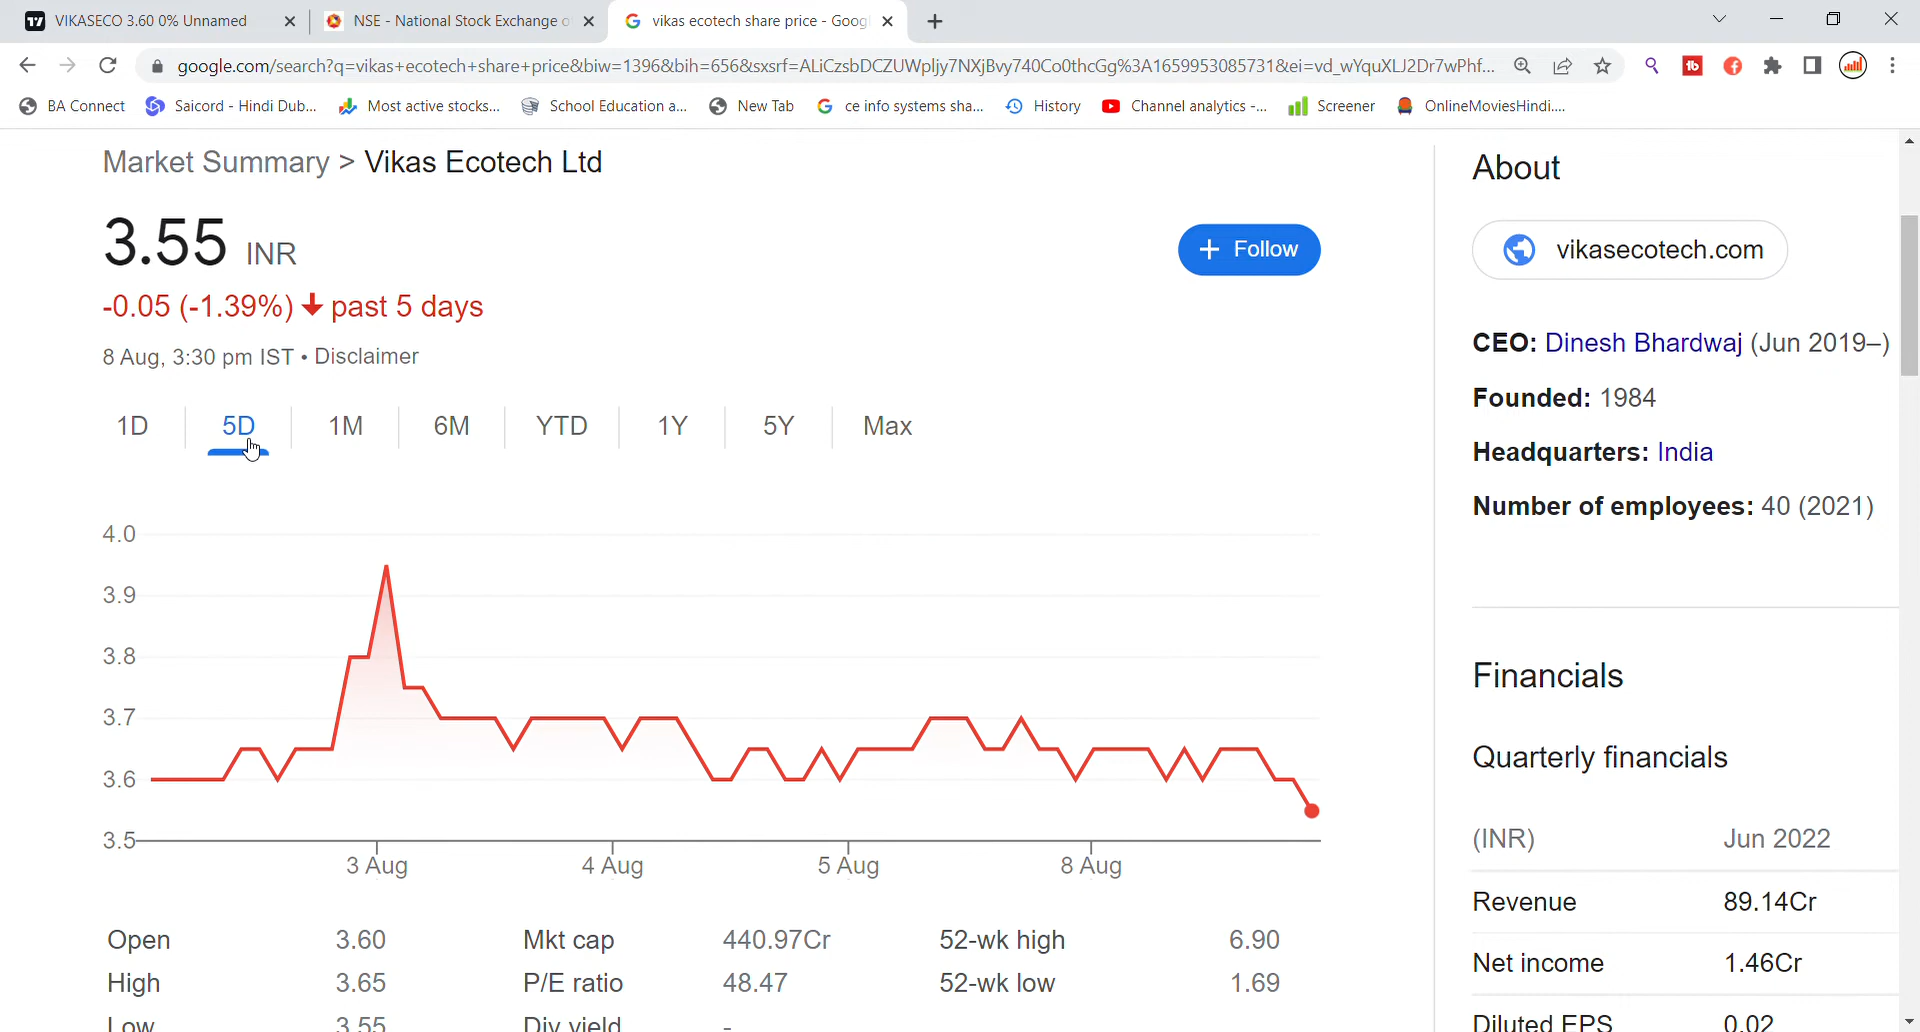 VIKASECO 3.60 0% Unnamed
NSE - National Stock Exchange o
vikas ecotech share price - Goog
google.com/search?q=vikas+ecotech+share+price&biw=1396&bih=656&sxsrf=ALiCzsbDCZUWpljy7NXjBvy740Co0thcGg%3A1659953085731&ei=vd_wYquXLJ2Dr7wPhf...
BA Connect
Saicord - Hindi Dub...
Most active stocks...
School Education a...
New Tab
ce info systems sha...
History
Channel analytics -...
Screener
OnlineMoviesHindi....
Market Summary > Vikas Ecotech Ltd
3.55 INR
+ Follow
-0.05 (-1.39%) past 5 days
8 Aug, 3:30 pm IST • Disclaimer
1D 5D 1M 6M YTD 1Y 5Y Max
4.0
3.9
3.8
3.7
3.6
3.5
3 Aug 4 Aug 5 Aug 8 Aug
Open 3.60 Mkt cap 440.97Cr 52-wk high 6.90
High 3.65 P/E ratio 48.47 52-wk low 1.69
Low 3.55 Div yield -
About
vikasecotech.com
CEO: Dinesh Bhardwaj (Jun 2019–)
Founded: 1984
Headquarters: India
Number of employees: 40 (2021)
Financials
Quarterly financials
(INR) Jun 2022
Revenue 89.14Cr
Net income 1.46Cr
Diluted EPS 0.02